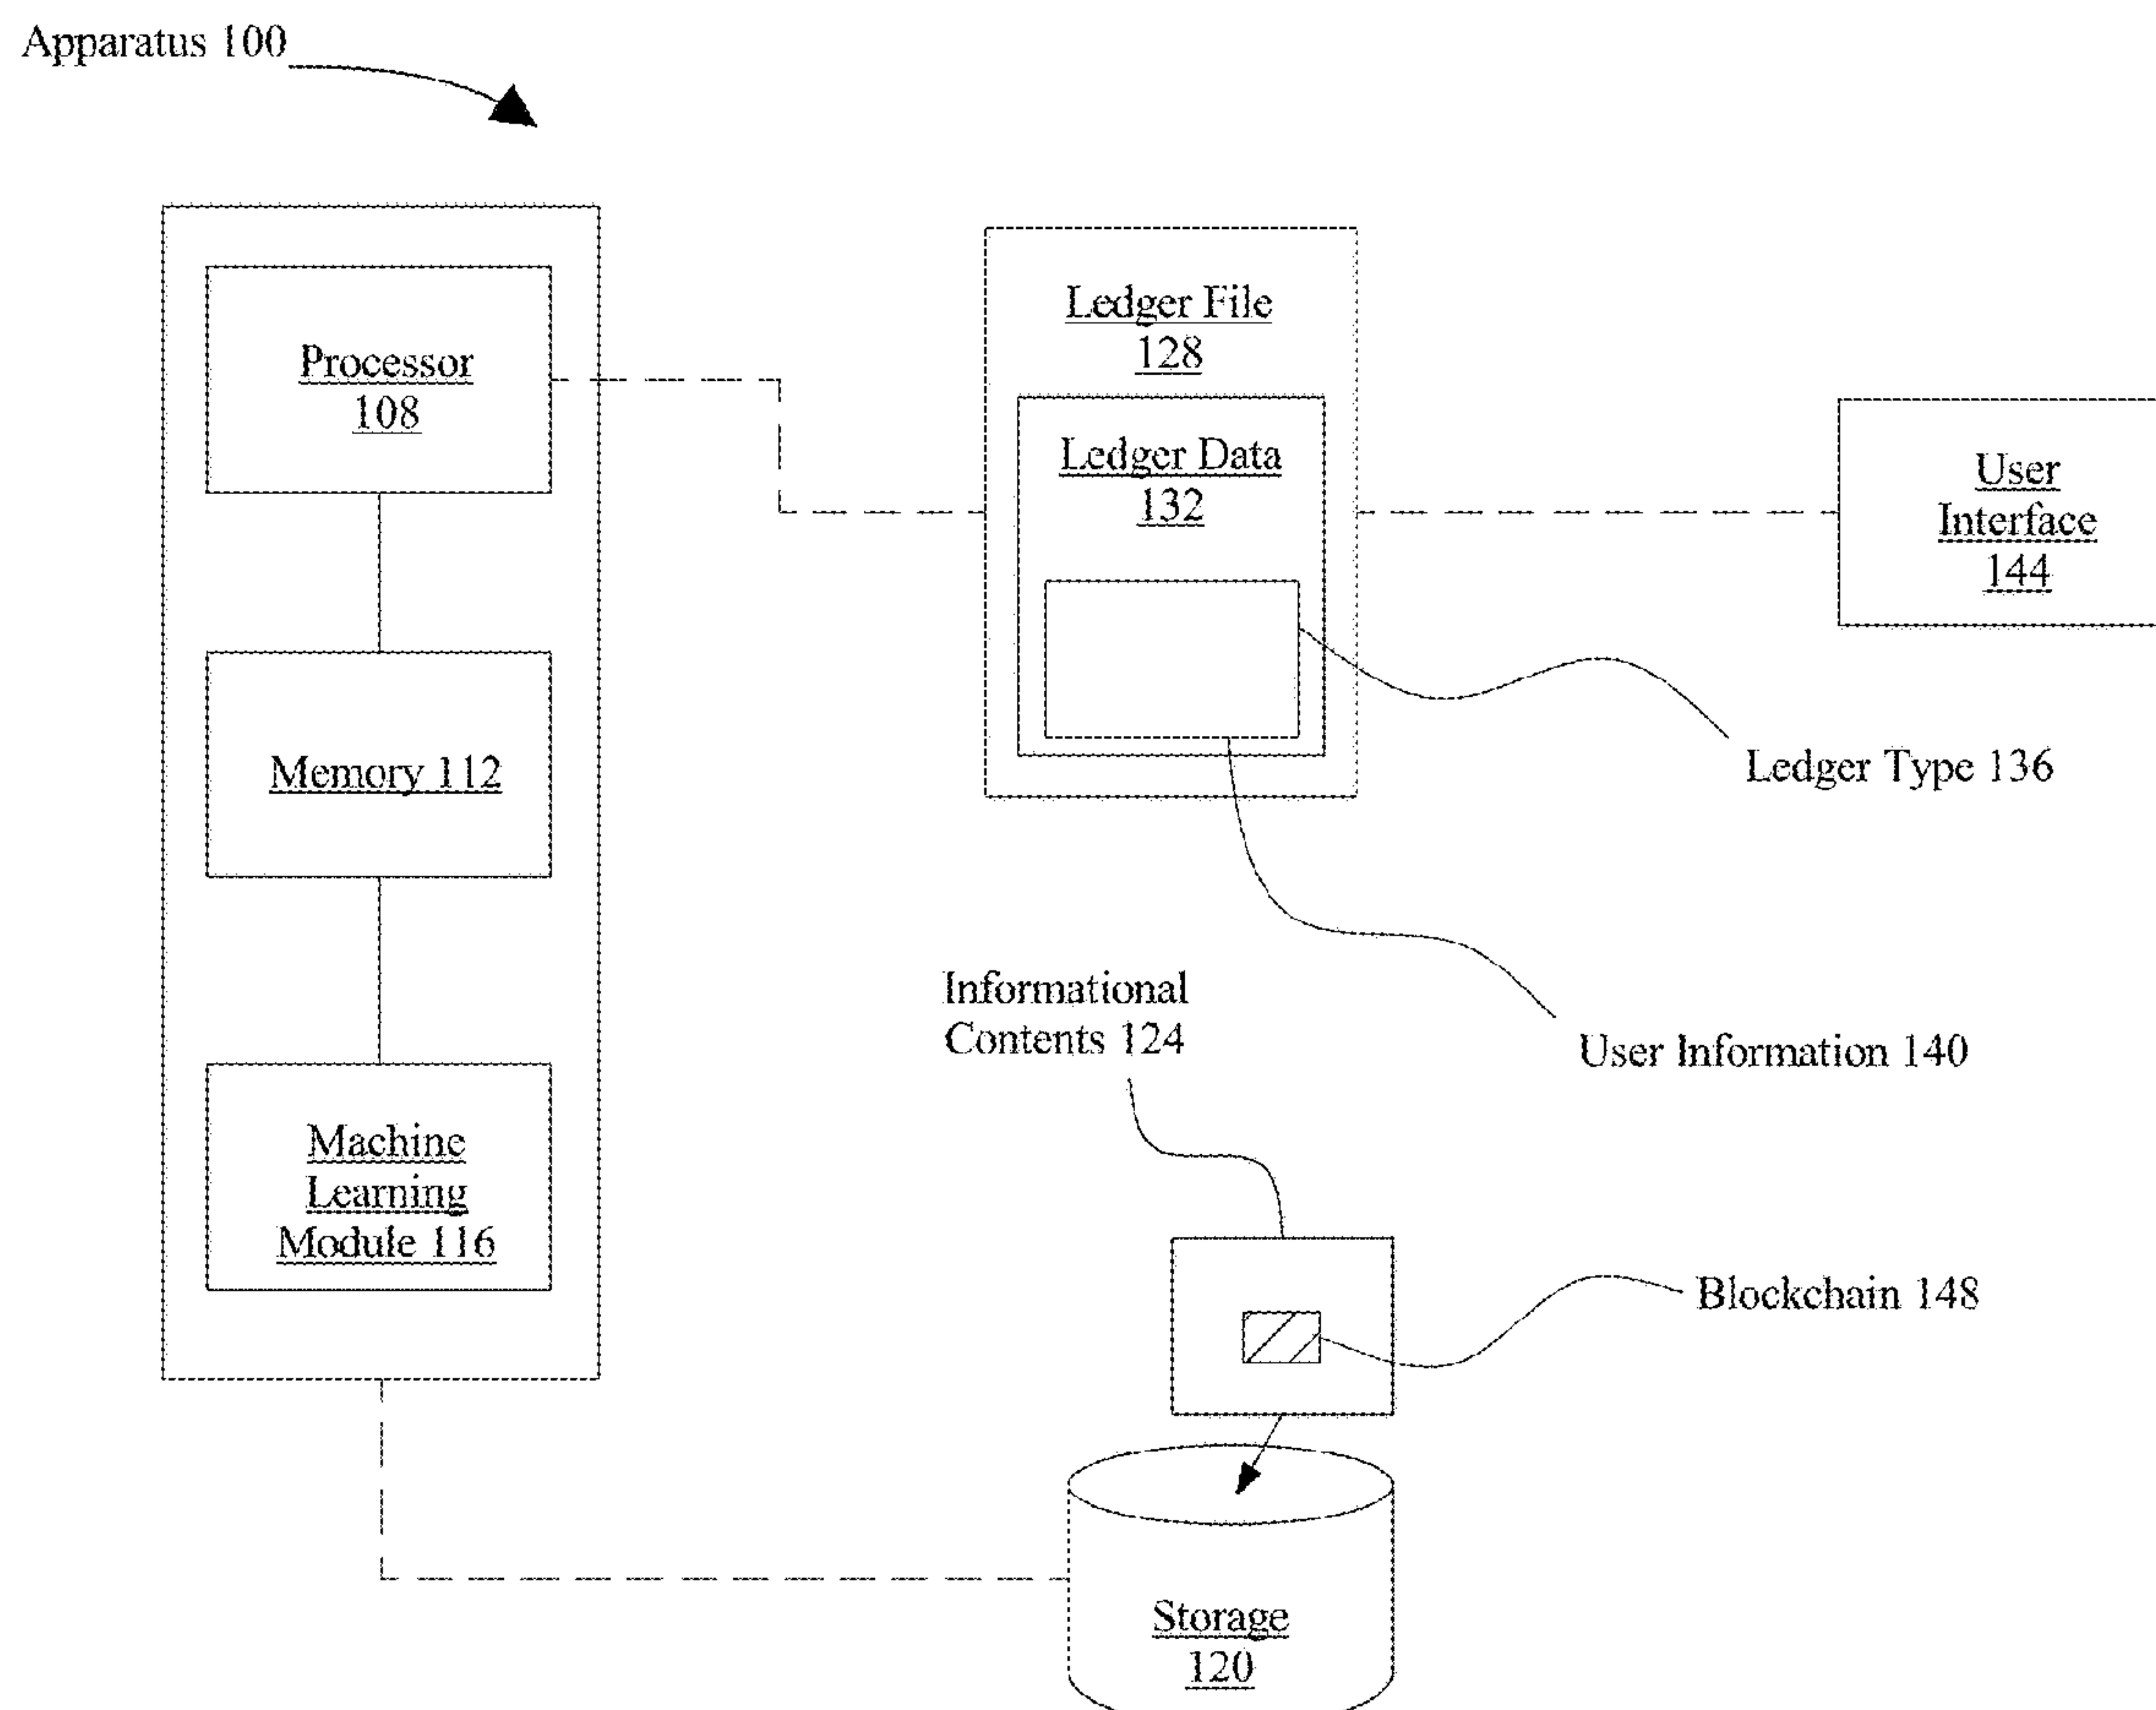 Apparatus 100
Processor
108
Memory 112
Machine
Learning
Module 116
Ledger File
128
Ledger Data
132
User
Interface
144
Ledger Type 136
User Information 140
Informational
Contents 124
Blockchain 148
Storage
120